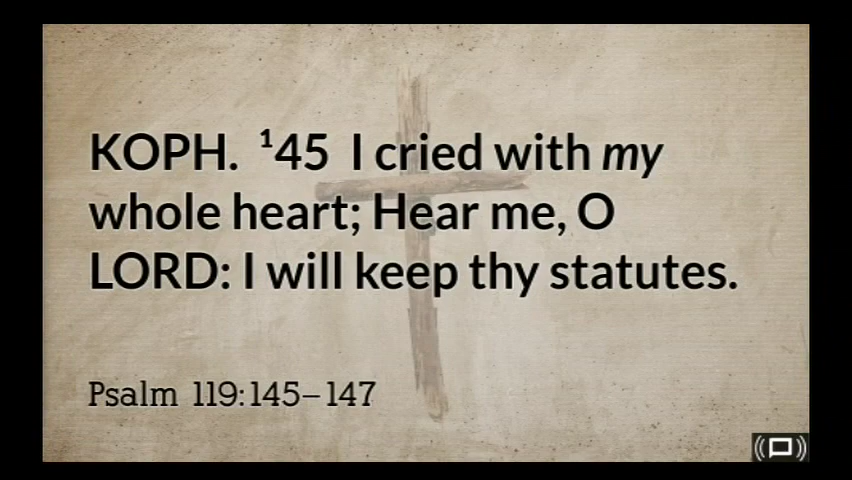 KOPH. ¹45 I cried with my
whole heart; Hear me, O
LORD: I will keep thy statutes.
Psalm 119:145–147